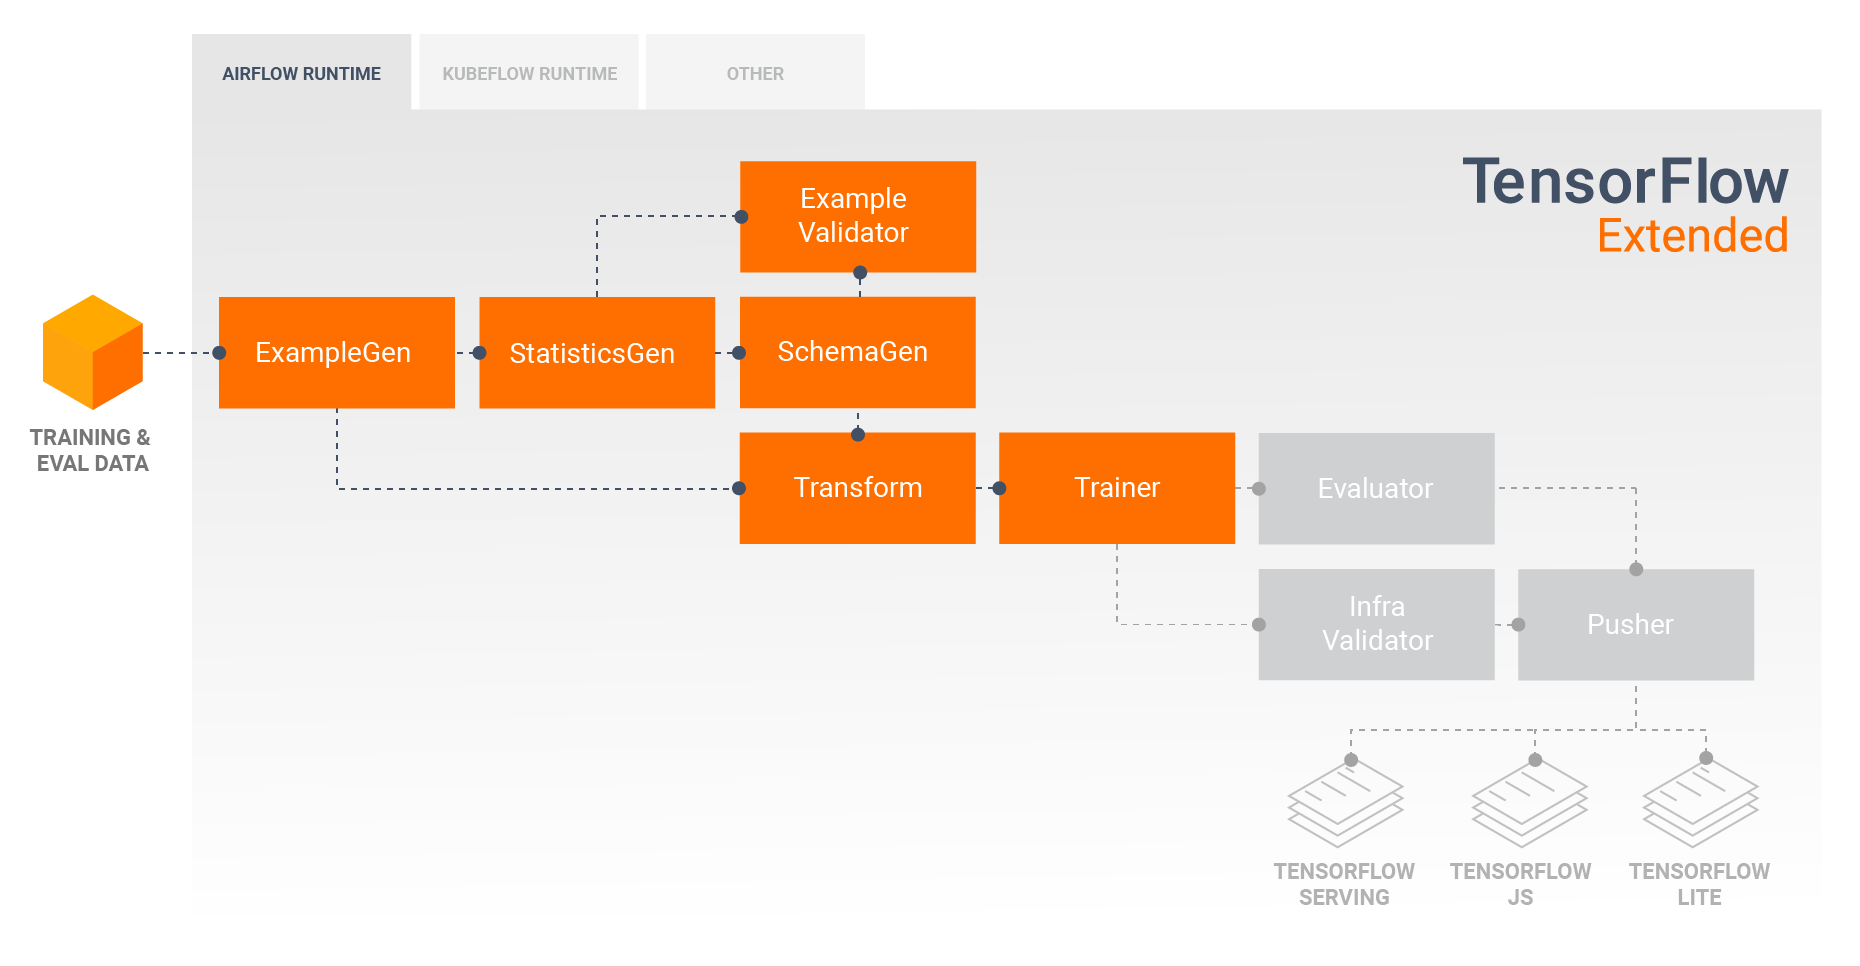 AIRFLOW RUNTIME
KUBEFLOW RUNTIME
OTHER
TensorFlow
Extended
Example
Validator
ExampleGen
StatisticsGen
SchemaGen
TRAINING &
EVAL DATA
Transform
Trainer
Evaluator
Infra
Validator
Pusher
TENSORFLOW
SERVING
TENSORFLOW
JS
TENSORFLOW
LITE